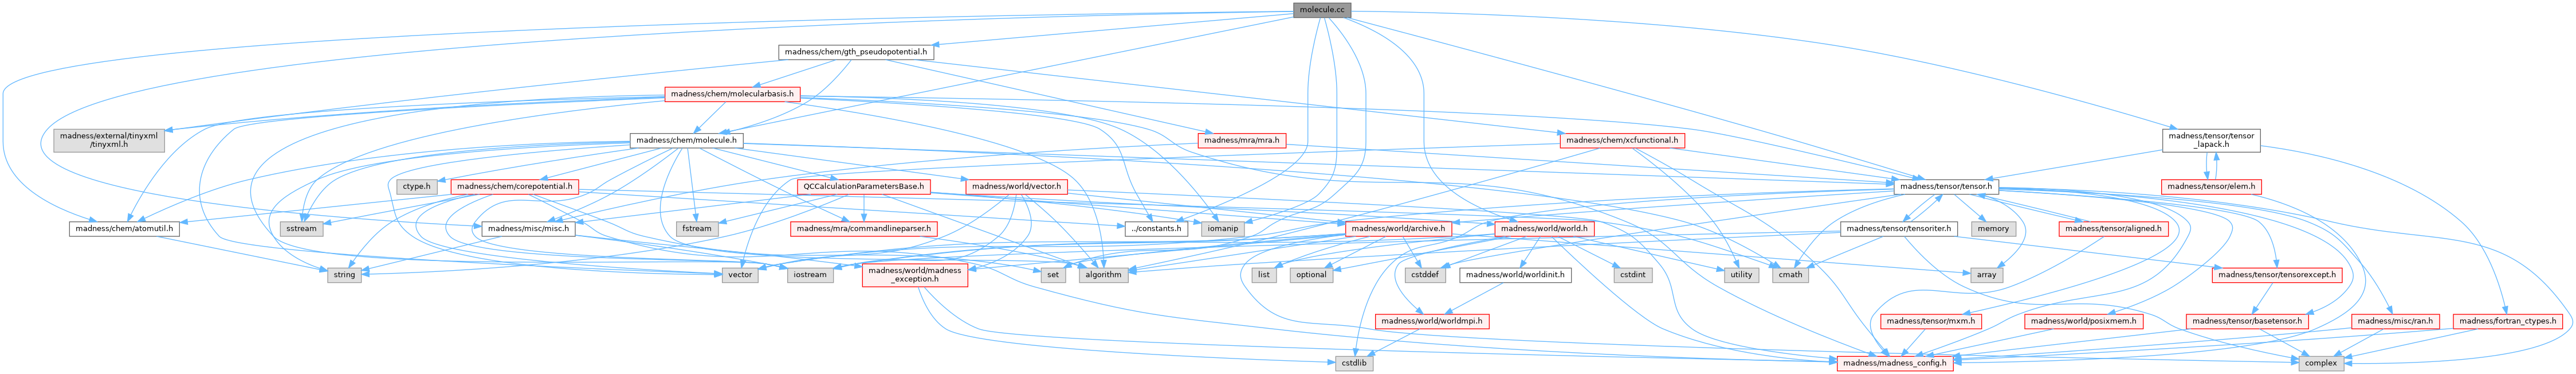 molecule.cc
madness/chem/gth_pseudopotential.h
madness/chem/molecularbasis.h
madness/external/tinyxml
/tinyxml.h
madness/chem/molecule.h
madness/mra/mra.h
madness/chem/xcfunctional.h
madness/tensor/tensor
_lapack.h
ctype.h
madness/chem/corepotential.h
QCCalculationParametersBase.h
madness/world/vector.h
madness/tensor/tensor.h
madness/tensor/elem.h
madness/chem/atomutil.h
sstream
madness/misc/misc.h
fstream
madness/mra/commandlineparser.h
../constants.h
iomanip
madness/world/archive.h
madness/world/world.h
madness/tensor/tensoriter.h
memory
madness/tensor/aligned.h
string
vector
iostream
madness/world/madness
_exception.h
set
algorithm
list
optional
cstddef
madness/world/worldinit.h
cstdint
utility
cmath
array
madness/tensor/tensorexcept.h
madness/world/worldmpi.h
madness/tensor/mxm.h
madness/world/posixmem.h
madness/tensor/basetensor.h
madness/misc/ran.h
madness/fortran_ctypes.h
cstdlib
madness/madness_config.h
complex